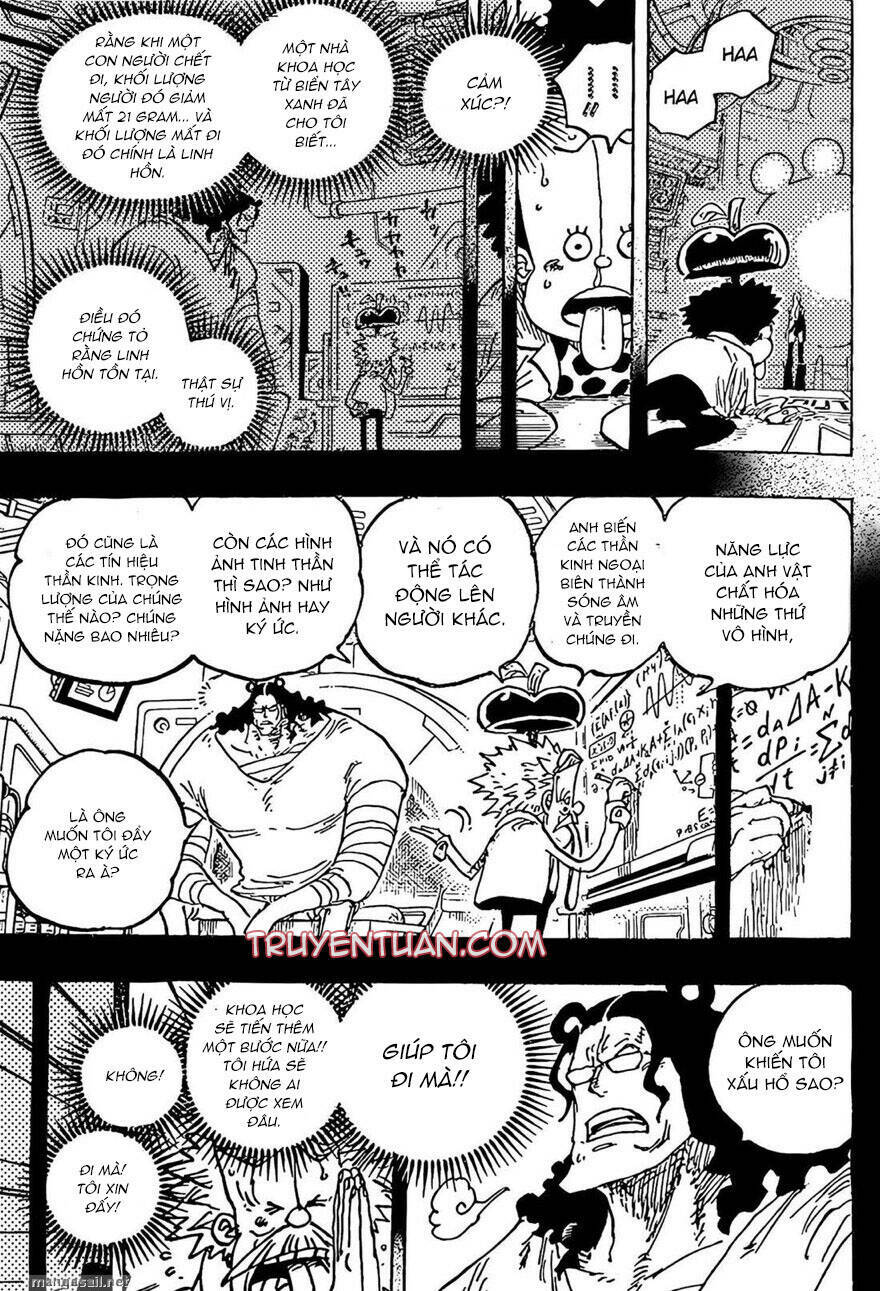 HAA
HAA
CẢM
XÚC?!
MỘT NHÀ
KHOA HỌC
TỪ BIỂN TÂY
XANH ĐÃ
CHO TÔI
BIẾT...
RẰNG KHI MỘT
CON NGƯỜI CHẾT
ĐI, KHỐI LƯỢNG
NGƯỜI ĐÓ GIẢM
MẤT 21 GRAM... VÀ
KHỐI LƯỢNG MẤT ĐI
ĐÓ CHÍNH LÀ LINH
HỒN.
ĐIỀU ĐÓ
CHỨNG TỎ
RẰNG LINH
HỒN TỒN TẠI.
THẬT SỰ
THÚ VỊ.
NĂNG LỰC
CỦA ANH VẬT
CHẤT HÓA
NHỮNG THỨ
VÔ HÌNH,
ANH BIẾN
CÁC THẦN
KINH NGOẠI
BIÊN THÀNH
SÓNG ÂM
VÀ TRUYỀN
CHÚNG ĐI.
VÀ NÓ CÓ
THỂ TÁC
ĐỘNG LÊN
NGƯỜI KHÁC.
CÒN CÁC HÌNH
ẢNH TINH THẦN
THÌ SAO? NHƯ
HÌNH ẢNH HAY
KÝ ỨC.
ĐÓ CŨNG LÀ
CÁC TÍN HIỆU
THẦN KINH. TRỌNG
LƯỢNG CỦA CHÚNG
THẾ NÀO? CHÚNG
NẶNG BAO NHIÊU?
LÀ ÔNG
MUỐN TÔI ĐẨY
MỘT KÝ ỨC
RA À?
TRUYENTUAN.COM
ÔNG MUỐN
KHIẾN TÔI
XẤU HỔ SAO?
GIÚP TÔI
ĐI MÀ!!
KHOA HỌC
SẼ TIẾN THÊM
MỘT BƯỚC NỮA!!
TÔI HỨA SẼ
KHÔNG AI
ĐƯỢC XEM
ĐÂU.
KHÔNG!
ĐI MÀ!
TÔI XIN
ĐẤY!
mangasail.net